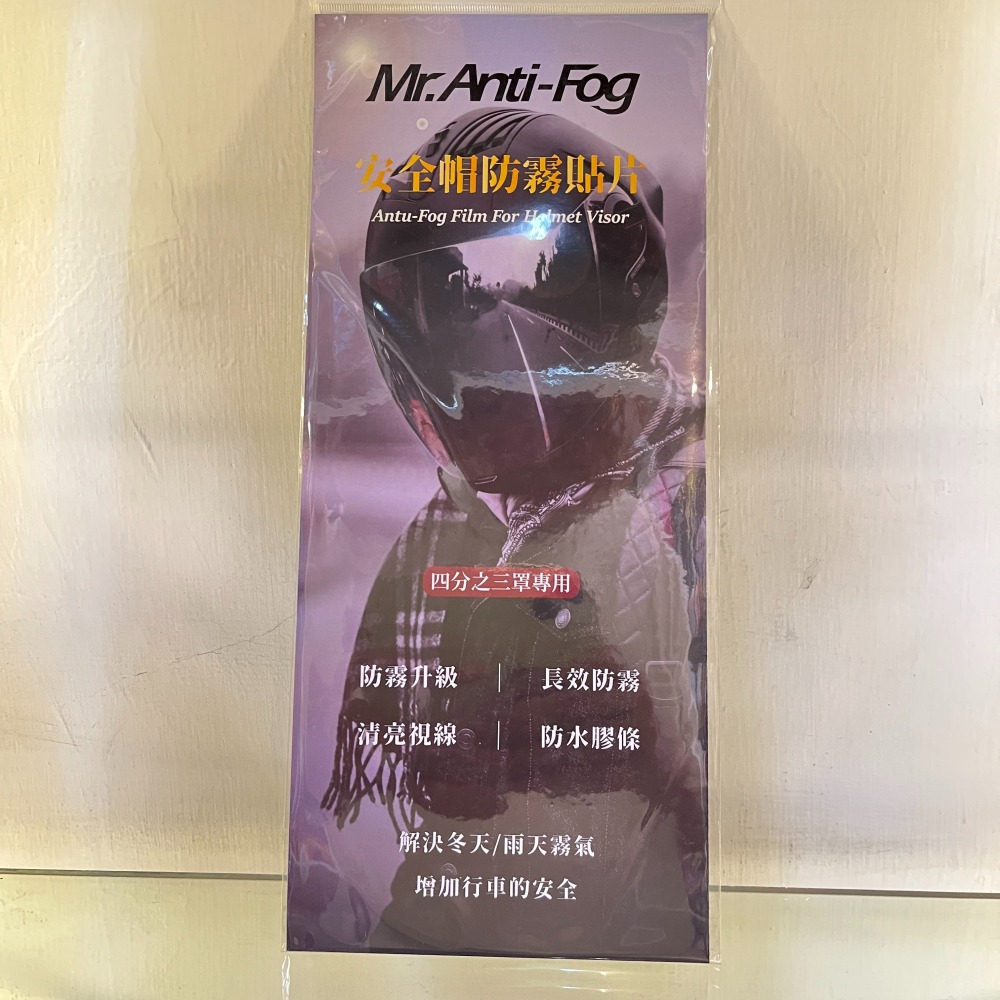 Mr.Anti-Fog
安全帽防霧貼片
Antu-Fog Film For Helmet Visor
四分之三罩專用
防霧升級 | 長效防霧
清亮視線 | 防水膠條
解決冬天/雨天霧氣
增加行車的安全